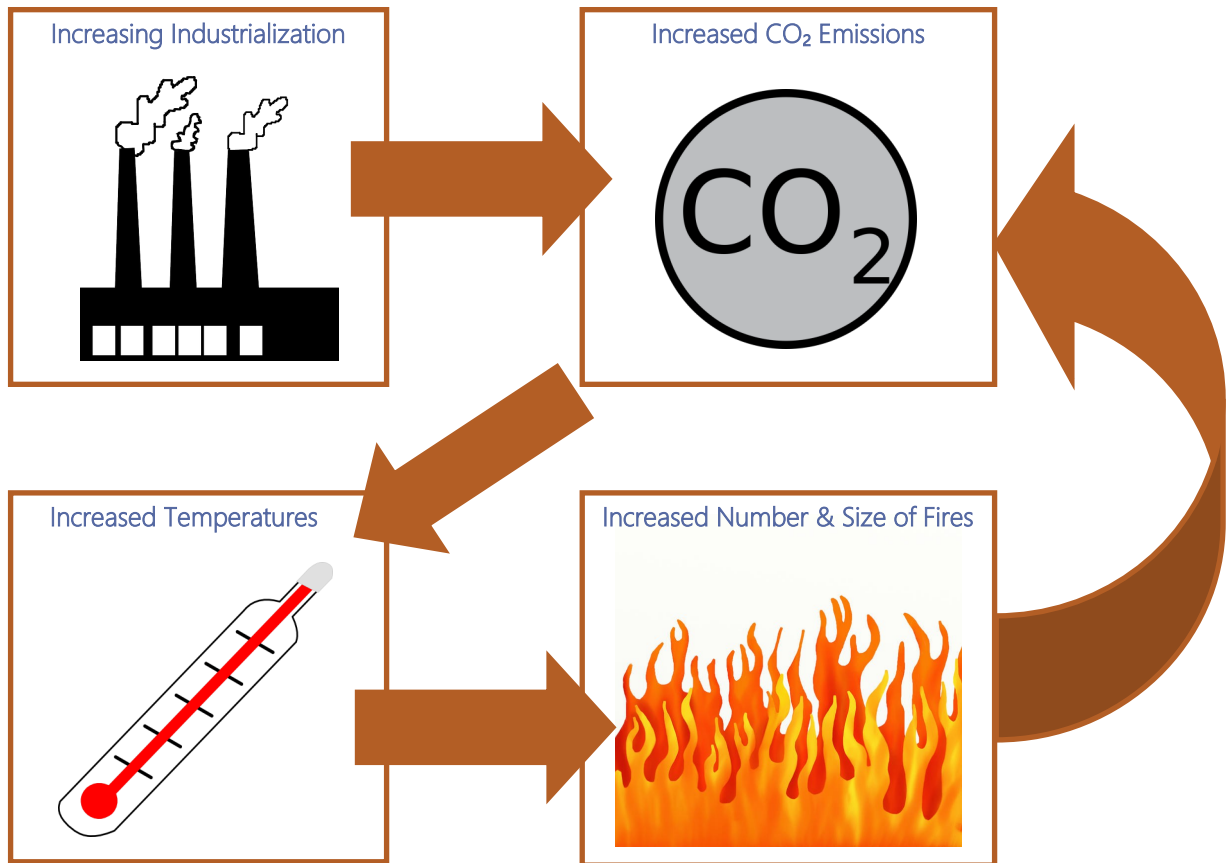 Increasing Industrialization
Increased CO₂ Emissions
CO₂
Increased Temperatures
Increased Number & Size of Fires